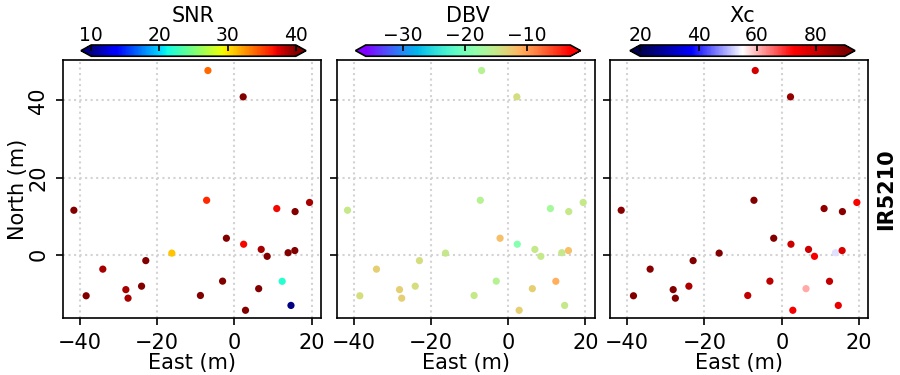 SNR DBV Xc
10 20 30 40 −30 −20 −10 20 40 60 80
40
20
0
North (m)
−40 −20 0 20 −40 −20 0 20 −40 −20 0 20
East (m) East (m) East (m)
IR5210